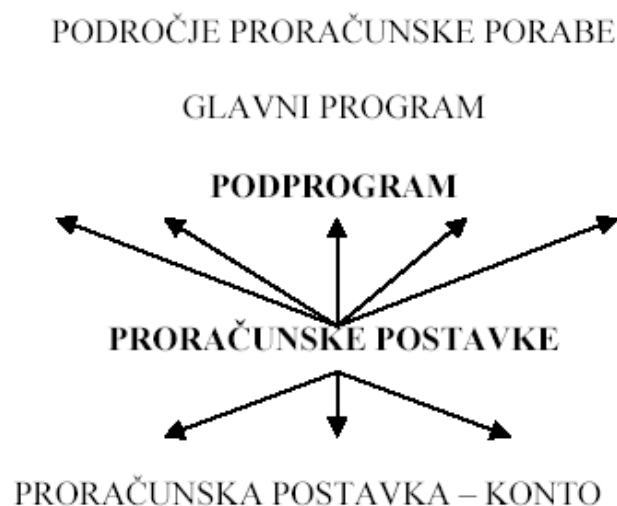 PODROČJE PRORAČUNSKE PORABE
GLAVNI PROGRAM
PODPROGRAM
PRORAČUNSKE POSTAVKE
PRORAČUNSKA POSTAVKA – KONTO